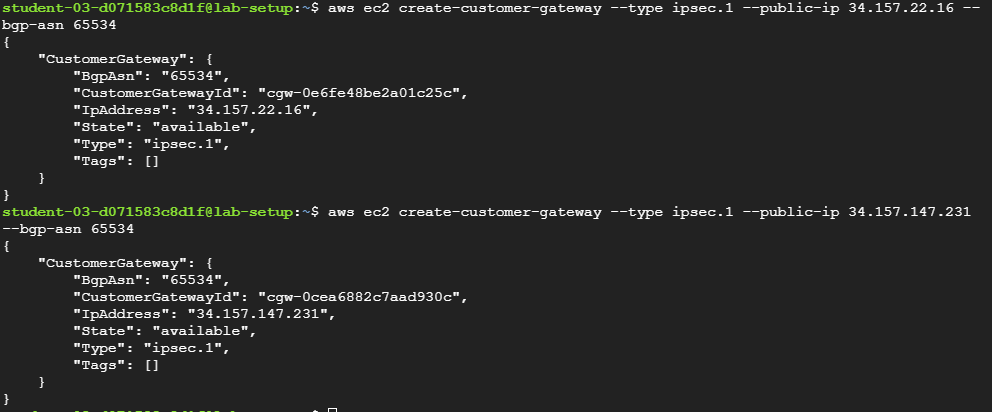 student-03-d071583c8d1f@lab-setup:~$ aws ec2 create-customer-gateway --type ipsec.1 --public-ip 34.157.22.16 --
bgp-asn 65534
{
    "CustomerGateway": {
        "BgpAsn": "65534",
        "CustomerGatewayId": "cgw-0e6fe48be2a01c25c",
        "IpAddress": "34.157.22.16",
        "State": "available",
        "Type": "ipsec.1",
        "Tags": []
    }
}
student-03-d071583c8d1f@lab-setup:~$ aws ec2 create-customer-gateway --type ipsec.1 --public-ip 34.157.147.231
--bgp-asn 65534
{
    "CustomerGateway": {
        "BgpAsn": "65534",
        "CustomerGatewayId": "cgw-0cea6882c7aad930c",
        "IpAddress": "34.157.147.231",
        "State": "available",
        "Type": "ipsec.1",
        "Tags": []
    }
}